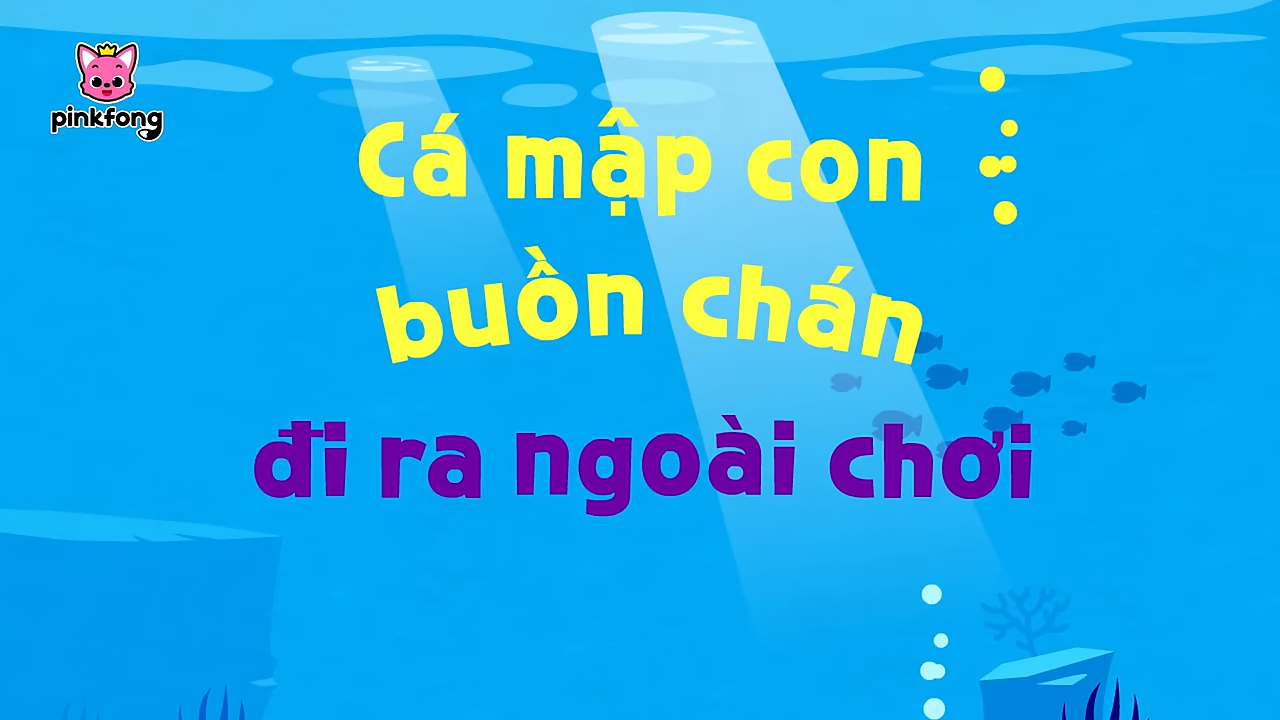 pinkfong
Cá mập con
buồn chán
đi ra ngoài chơi